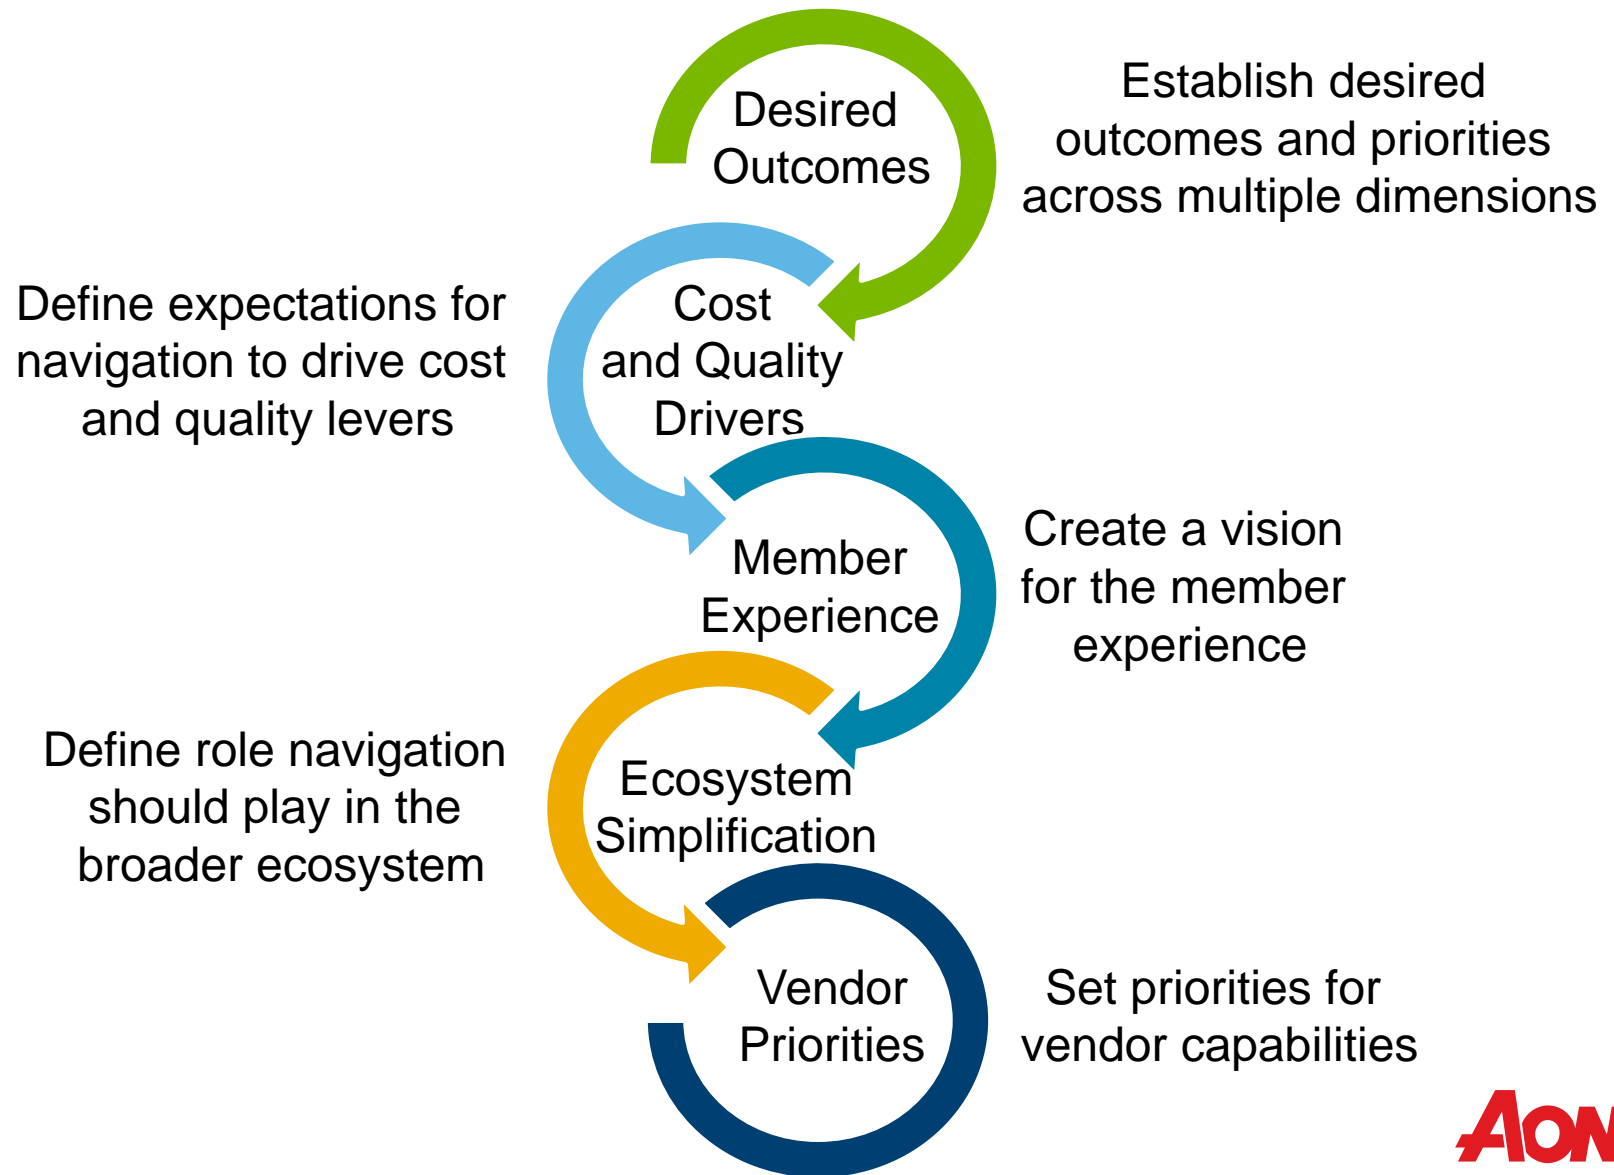 Desired
Outcomes
Establish desired
outcomes and priorities
across multiple dimensions
Define expectations for
navigation to drive cost
and quality levers
Cost
and Quality
Drivers
Member
Experience
Create a vision
for the member
experience
Define role navigation
should play in the
broader ecosystem
Ecosystem
Simplification
Vendor
Priorities
Set priorities for
vendor capabilities
AON